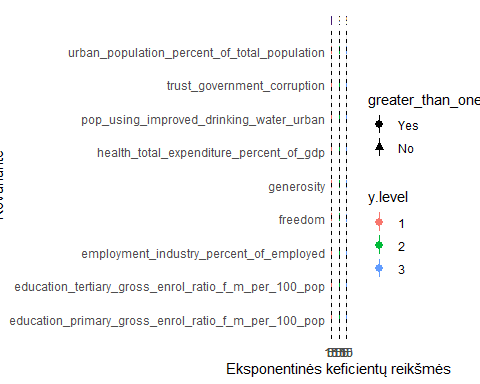 urban_population_percent_of_total_population
trust_government_corruption
pop_using_improved_drinking_water_urban
health_total_expenditure_percent_of_gdp
generosity
freedom
employment_industry_percent_of_employed
education_tertiary_gross_enrol_ratio_f_m_per_100_pop
education_primary_gross_enrol_ratio_f_m_per_100_pop
Eksponentinės keficientų reikšmės
greater_than_one
Yes
No
y.level
1
2
3